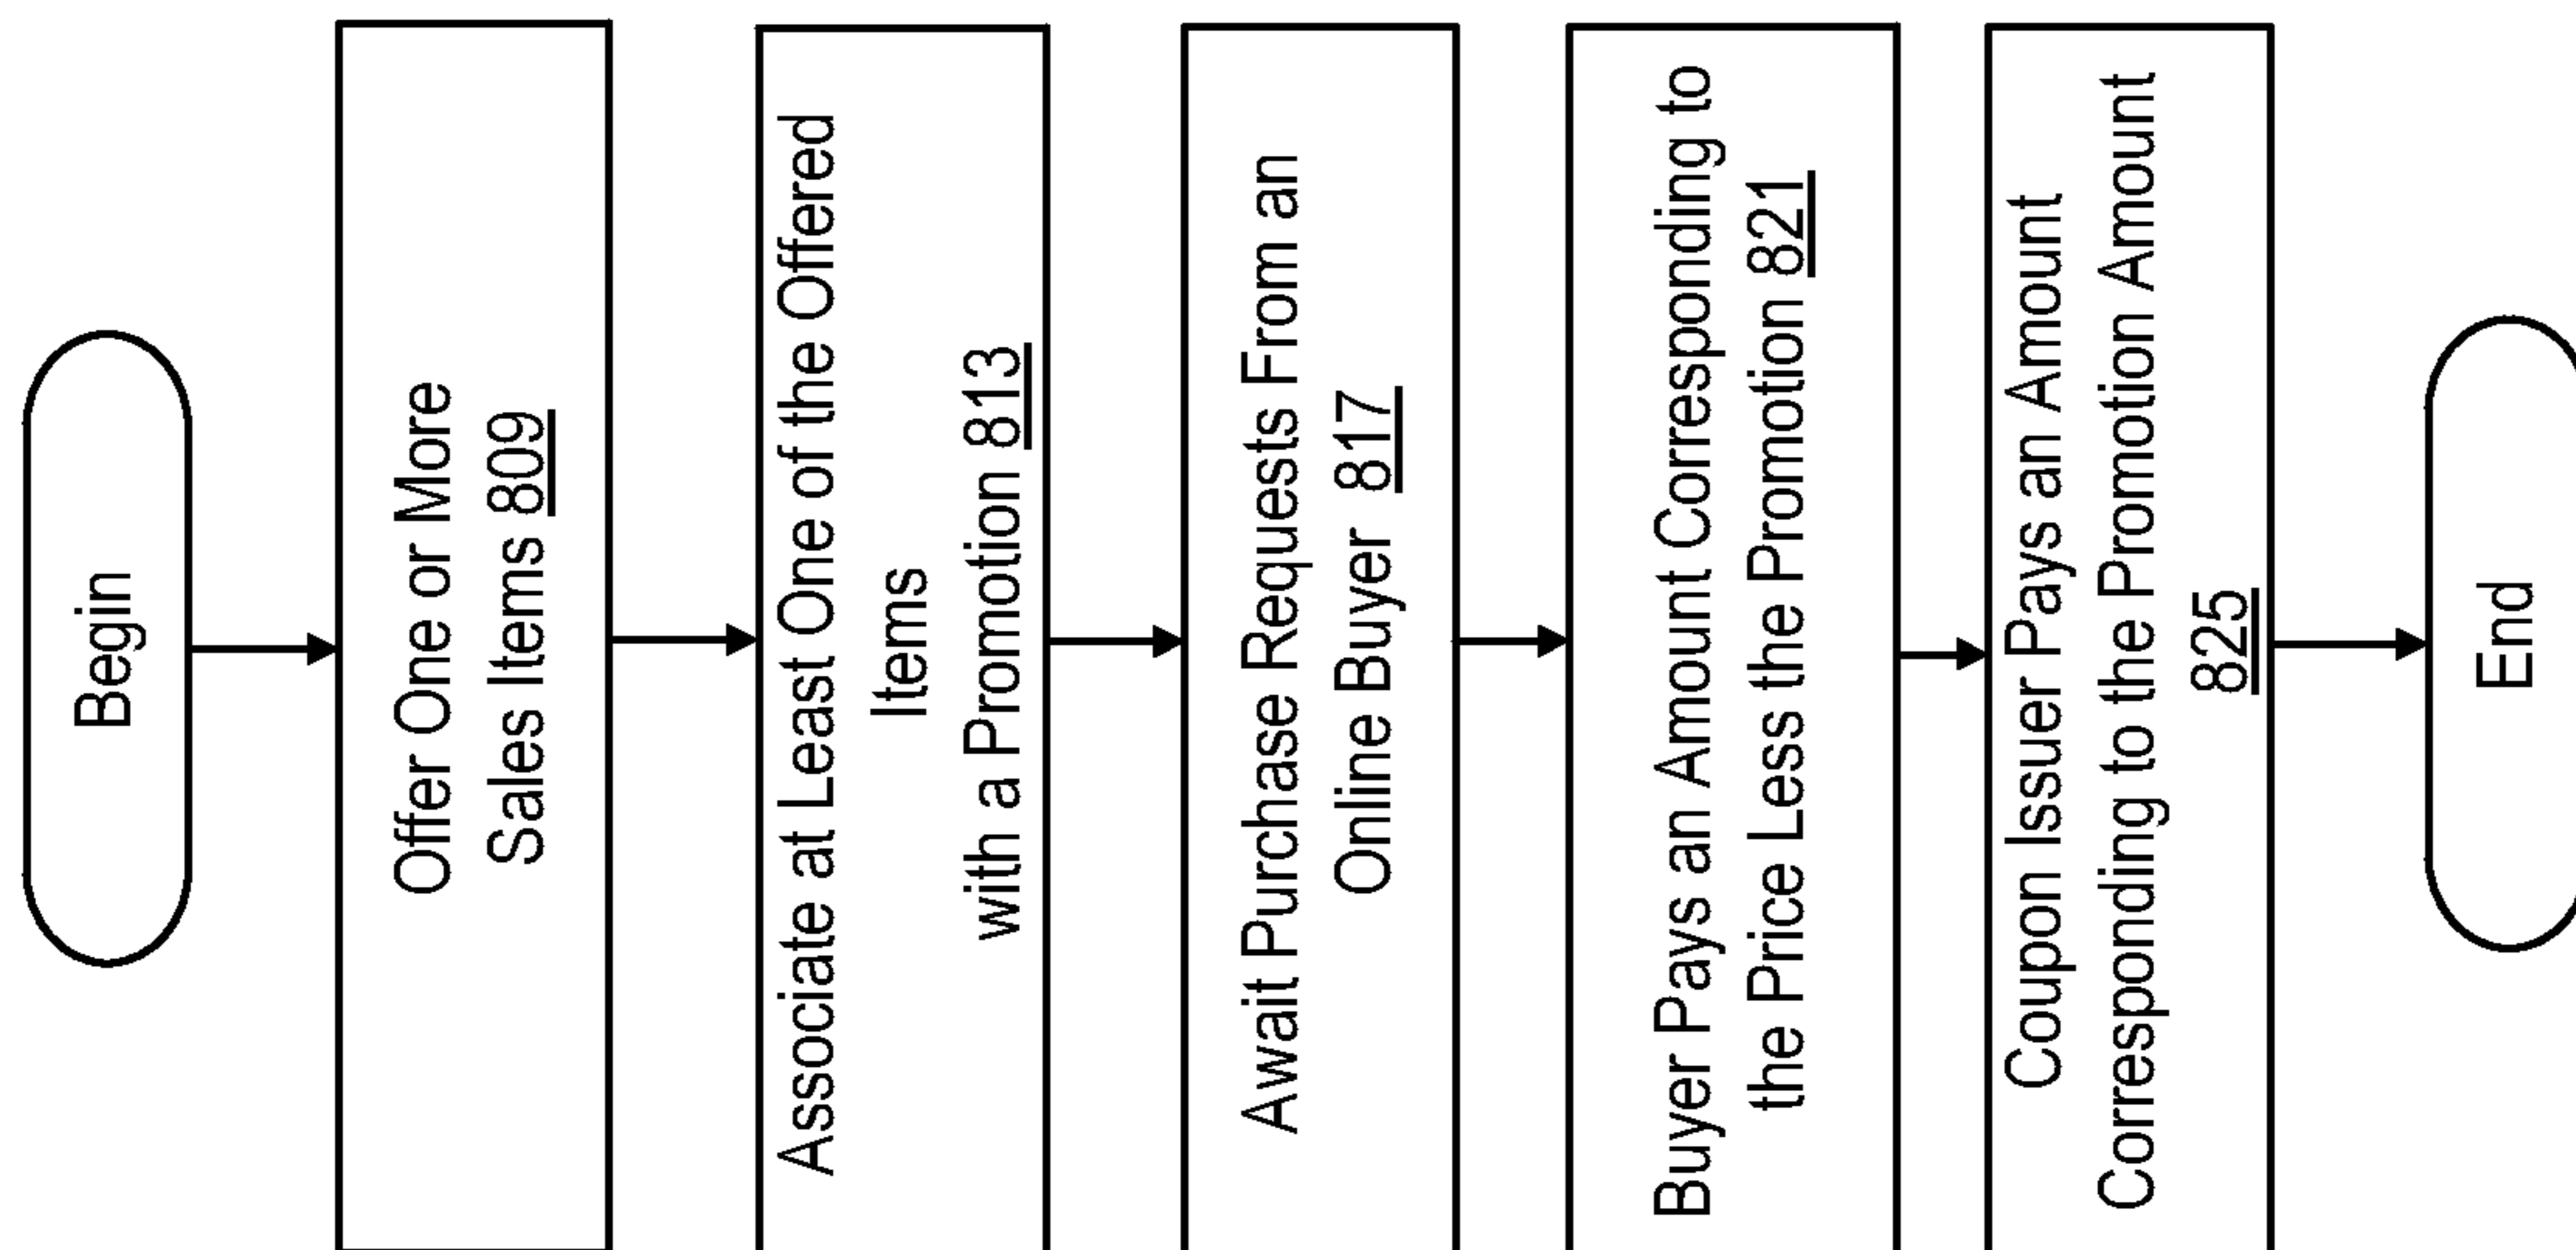 Begin
Offer One or More
Sales Items 809
Associate at Least One of the Offered
Items
with a Promotion 813
Await Purchase Requests From an
Online Buyer 817
Buyer Pays an Amount Corresponding to
the Price Less the Promotion 821
Coupon Issuer Pays an Amount
Corresponding to the Promotion Amount
825
End